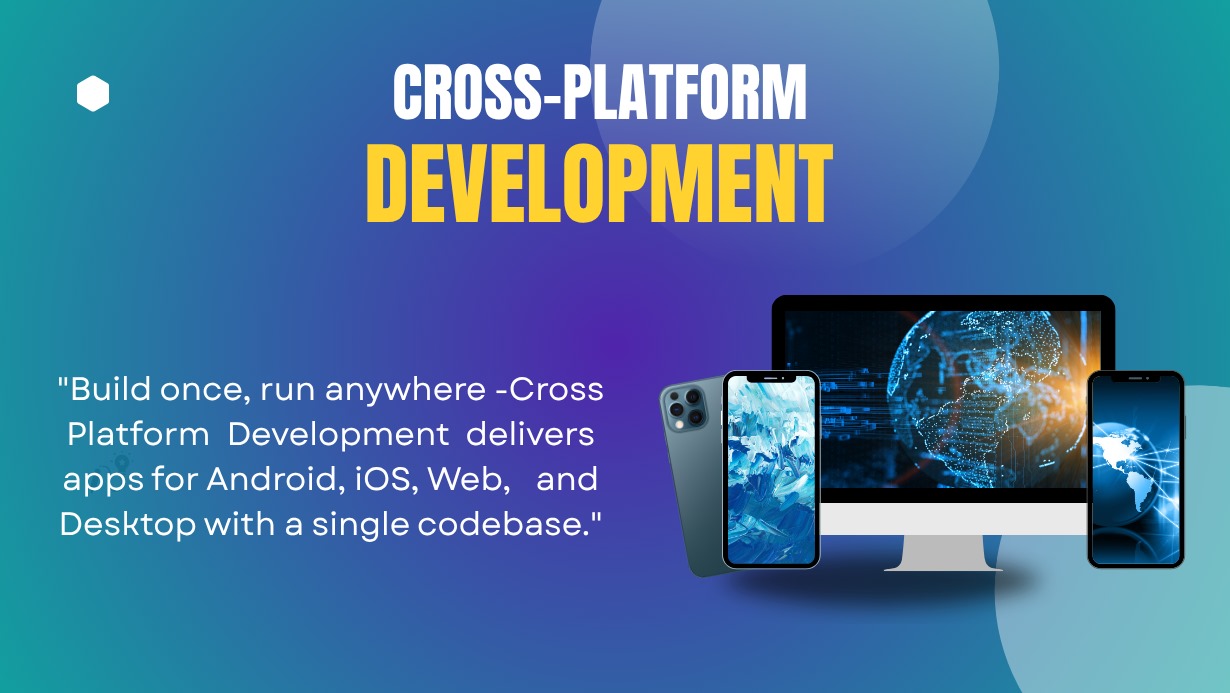 CROSS-PLATFORM
DEVELOPMENT
"Build once, run anywhere -Cross
Platform Development delivers
apps for Android, iOS, Web, and
Desktop with a single codebase."